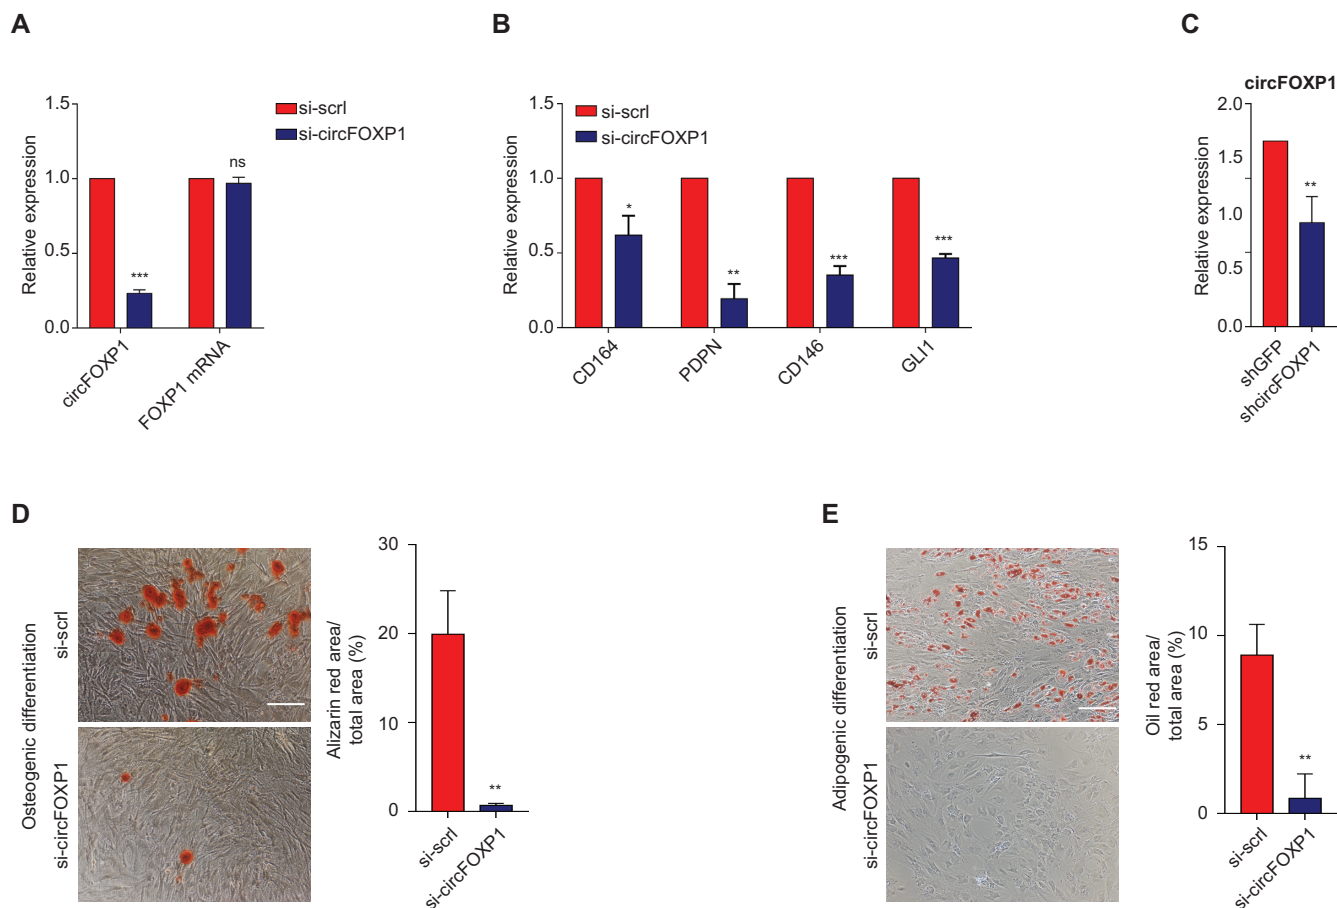 A
B
C
si-scrl
si-circFOXP1
Relative expression
1.5
1.0
0.5
0.0
***
ns
circFOXP1
FOXP1 mRNA
si-scrl
si-circFOXP1
Relative expression
1.5
1.0
0.5
0.0
*
**
***
***
CD164
PDPN
CD146
GLI1
circFOXP1
Relative expression
2.0
1.5
1.0
0.5
0.0
**
shGFP
shcircFOXP1
D
E
Osteogenic differentiation
si-scrl
si-circFOXP1
Alizarin red area/
total area (%)
30
20
10
0
**
si-scrl
si-circFOXP1
Adipogenic differentiation
si-scrl
si-circFOXP1
Oil red area/
total area (%)
15
10
5
0
**
si-scrl
si-circFOXP1